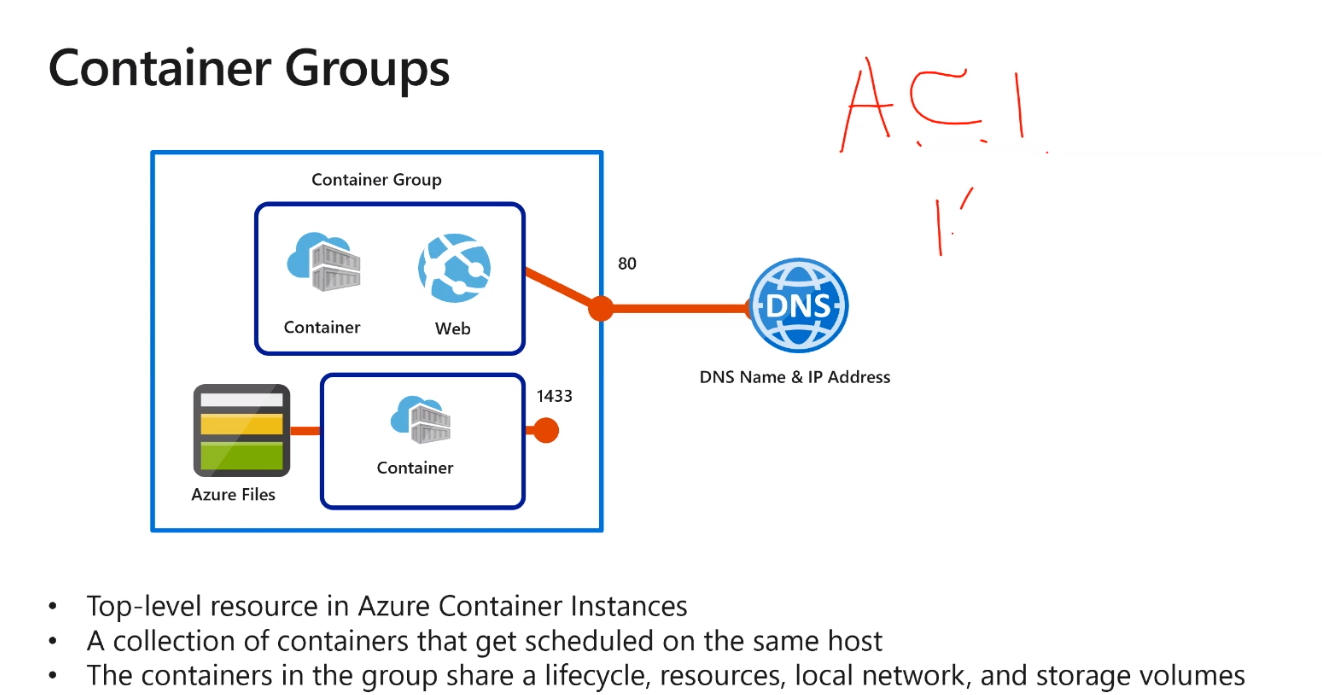 Container Groups
A C I
Container Group
Container
Web
80
DNS
DNS Name & IP Address
1433
Container
Azure Files
• Top-level resource in Azure Container Instances
• A collection of containers that get scheduled on the same host
• The containers in the group share a lifecycle, resources, local network, and storage volumes